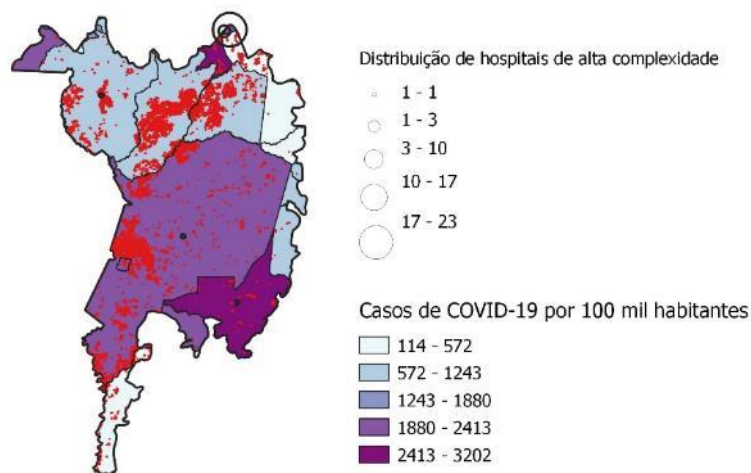 Distribuição de hospitais de alta complexidade
1 - 1
1 - 3
3 - 10
10 - 17
17 - 23
Casos de COVID-19 por 100 mil habitantes
114 - 572
572 - 1243
1243 - 1880
1880 - 2413
2413 - 3202